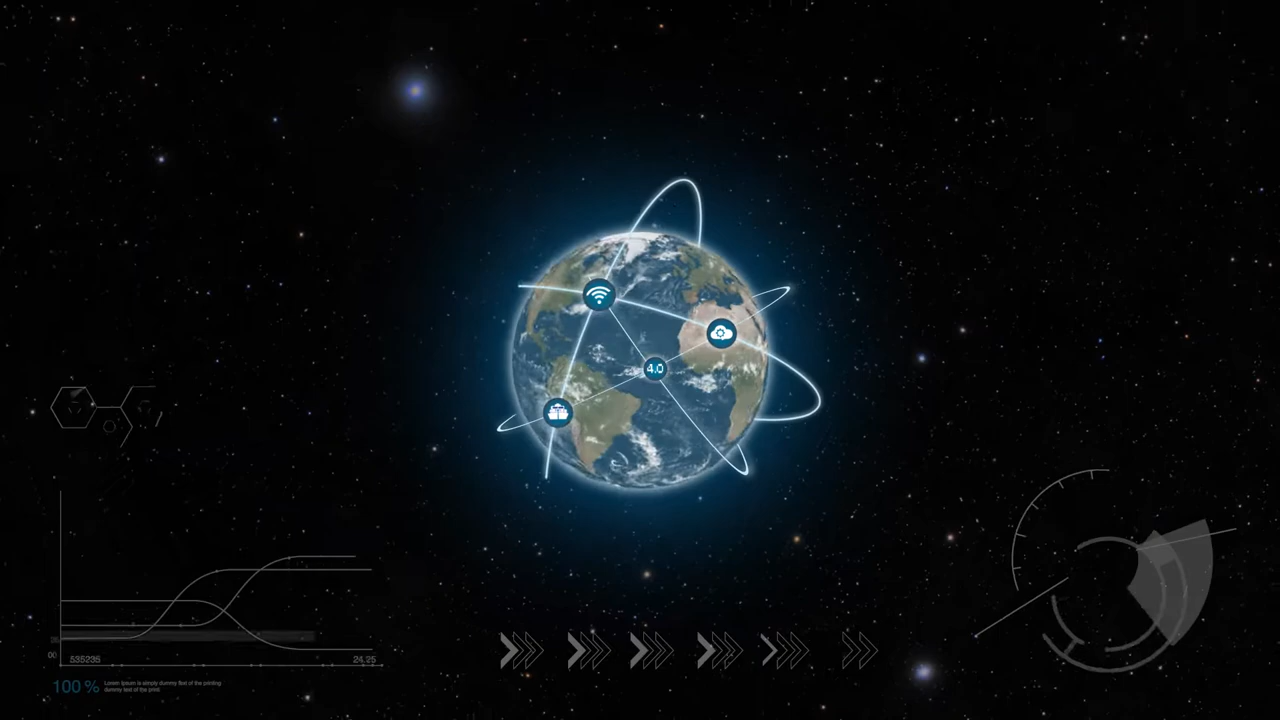 4.0
00
535235
24,25
100 %
Lorem Ipsum is simply dummy text of the printing
dummy text of the print